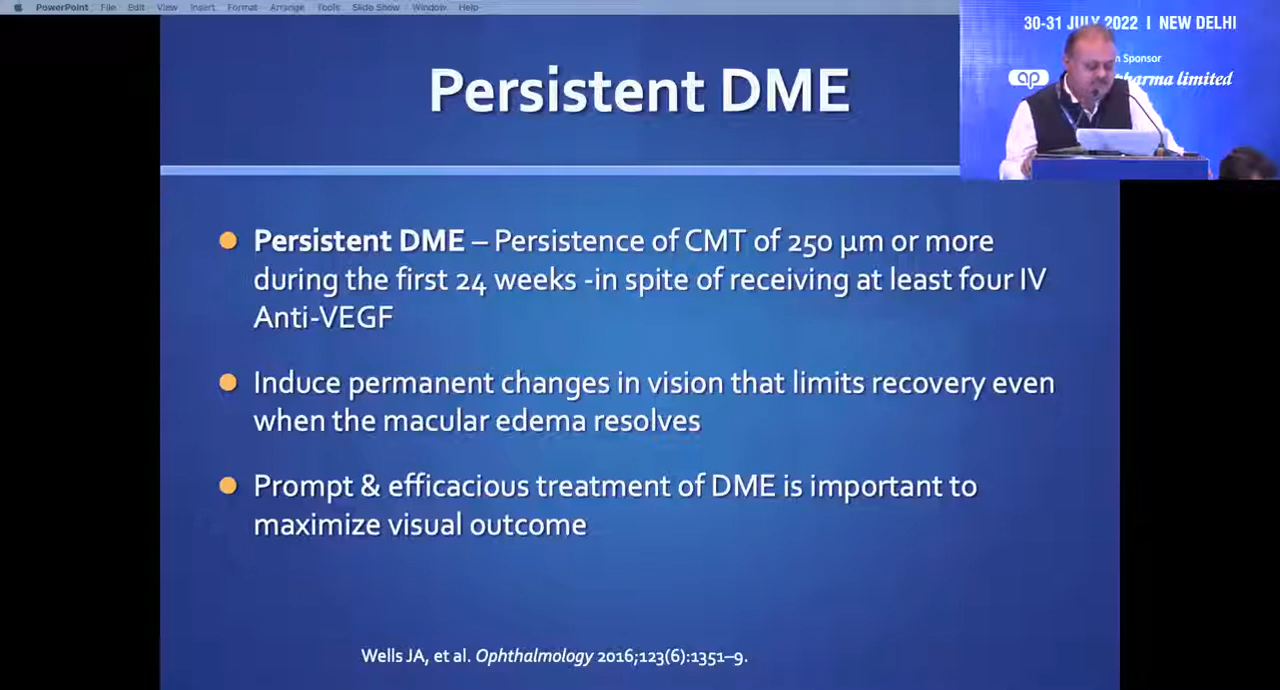 PowerPoint File Edit View Insert Format Arrange Tools Slide Show Window Help
30-31 JULY 2022 I NEW DELHI
Sponsor
ap pharma limited
Persistent DME
Persistent DME – Persistence of CMT of 250 µm or more
during the first 24 weeks -in spite of receiving at least four IV
Anti-VEGF
Induce permanent changes in vision that limits recovery even
when the macular edema resolves
Prompt & efficacious treatment of DME is important to
maximize visual outcome
Wells JA, et al. Ophthalmology 2016;123(6):1351–9.